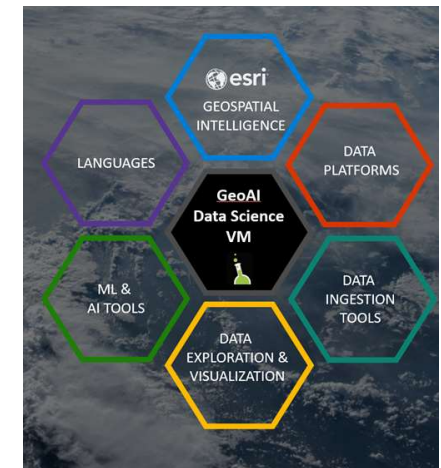 esri
GEOSPATIAL
INTELLIGENCE
LANGUAGES
DATA
PLATFORMS
GeoAI
Data Science
VM
ML &
AI TOOLS
DATA
INGESTION
TOOLS
DATA
EXPLORATION &
VISUALIZATION